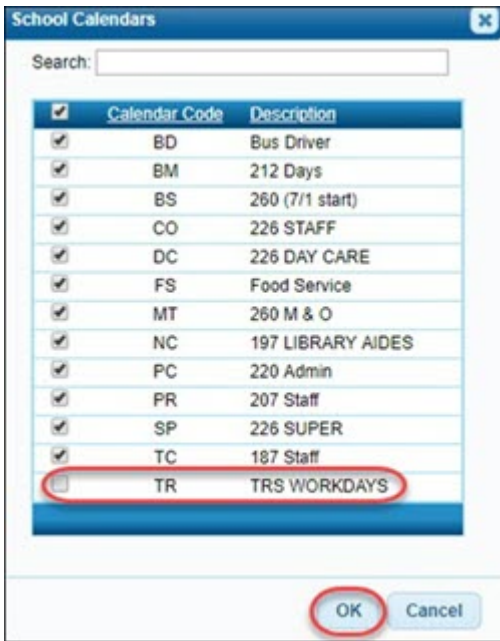 School Calendars
Search:
Calendar Code Description
BD Bus Driver
BM 212 Days
BS 260 (7/1 start)
CO 226 STAFF
DC 226 DAY CARE
FS Food Service
MT 260 M & O
NC 197 LIBRARY AIDES
PC 220 Admin
PR 207 Staff
SP 226 SUPER
TC 187 Staff
TR TRS WORKDAYS
OK Cancel